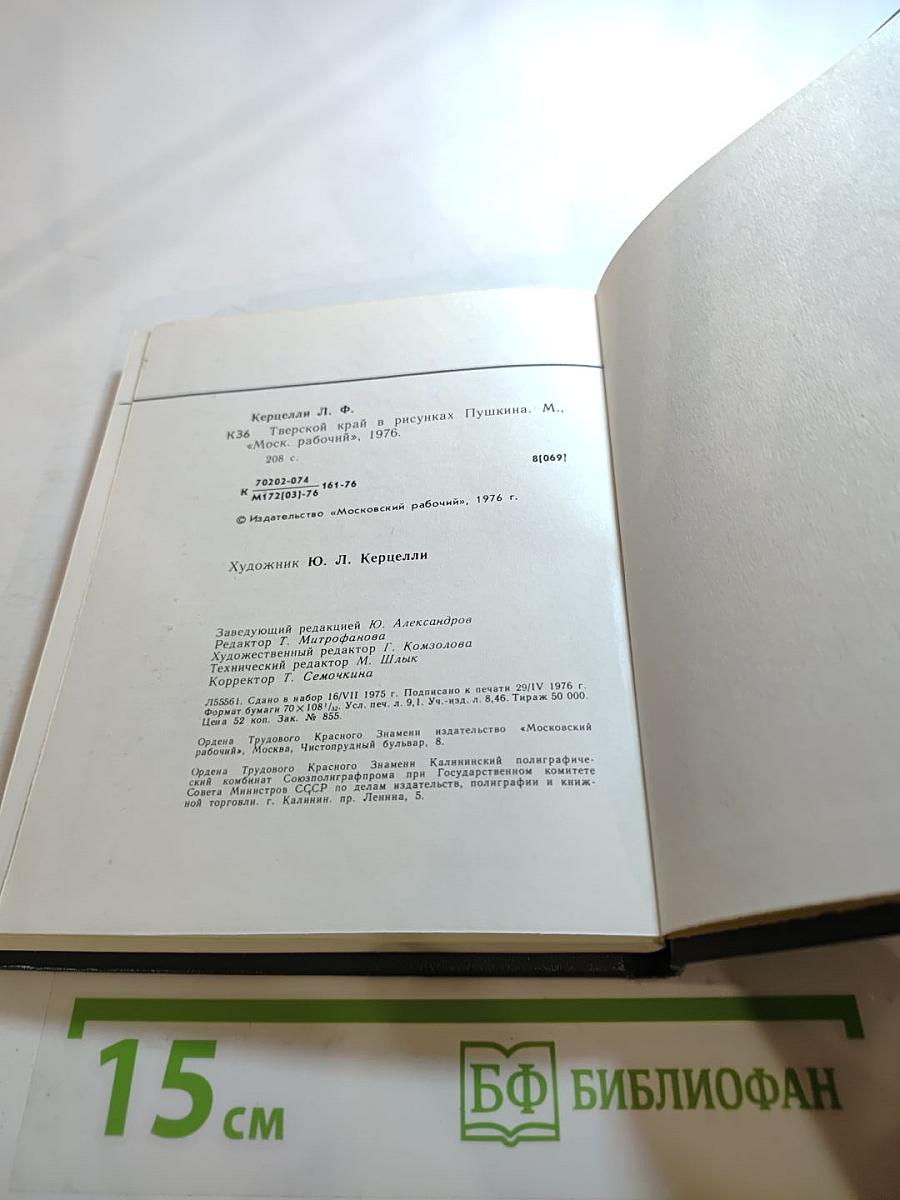 Керцелли Л. Ф.
К36 Тверской край в рисунках Пушкина. М.,
«Моск. рабочий», 1976.
208 с.
8[069]
К 70202-074 161-76
М172[03]-76
© Издательство «Московский рабочий», 1976 г.
Художник Ю. Л. Керцелли
Заведующий редакцией Ю. Александров
Редактор Т. Митрофанова
Художественный редактор Г. Комзолова
Технический редактор М. Шлык
Корректор Т. Семочкина
Л55561. Сдано в набор 16/VII 1975 г. Подписано к печати 29/IV 1976 г.
Формат бумаги 70×108¹/₃₂. Усл. печ. л. 9,1. Уч.-изд. л. 8,46. Тираж 50 000.
Цена 52 коп. Зак. № 855.
Ордена Трудового Красного Знамени издательство «Московский
рабочий», Москва, Чистопрудный бульвар, 8.
Ордена Трудового Красного Знамени Калининский полиграфиче-
ский комбинат Союзполиграфпрома при Государственном комитете
Совета Министров СССР по делам издательств, полиграфии и книж-
ной торговли. г. Калинин. пр. Ленина, 5.
15 см
БФ БИБЛИОФАН